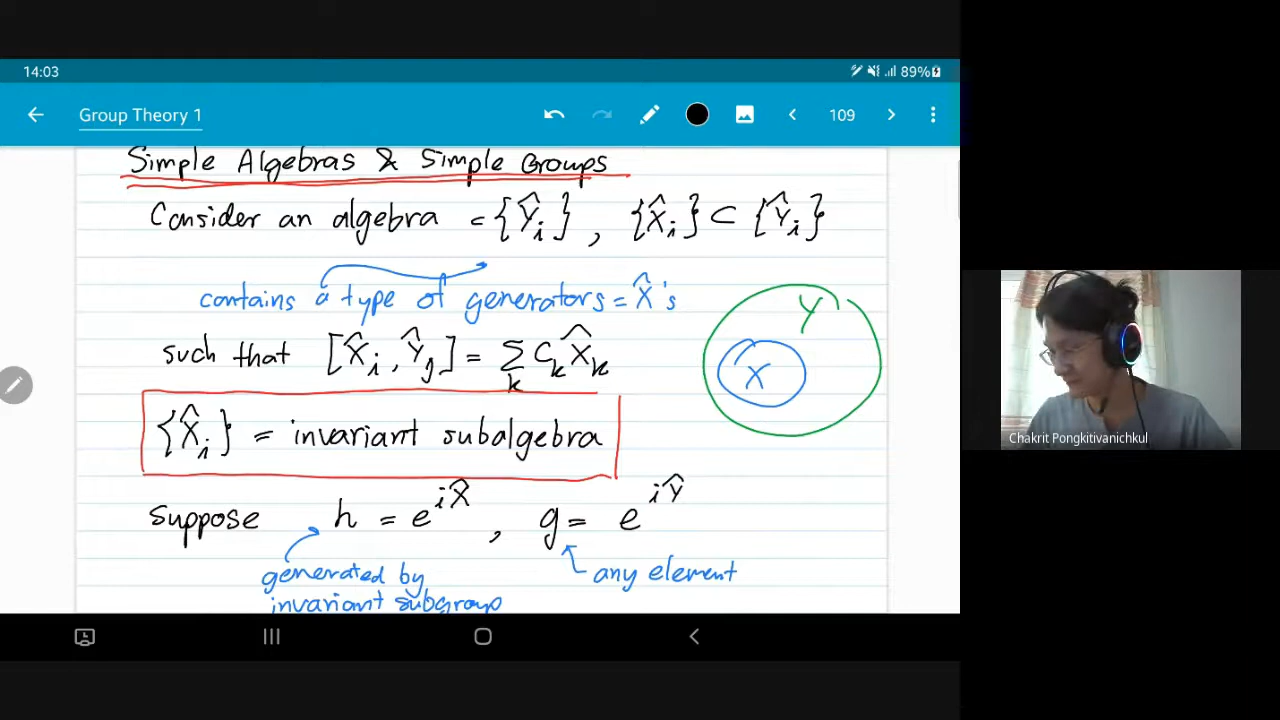 14:03
89%
Group Theory 1
109
Simple Algebras & Simple Groups
Consider an algebra = {Ŷᵢ} , {X̂ᵢ} ⊂ {Ŷᵢ}
contains a type of generators = X̂'s
such that [X̂ᵢ, Ŷⱼ] = Σₖ Cₖ X̂ₖ
Y
X
{X̂ᵢ} = invariant subalgebra
Suppose h = e^{iX̂} , g = e^{iŶ}
generated by
any element
invariant subgroup
Chakrit Pongkitivanichkul